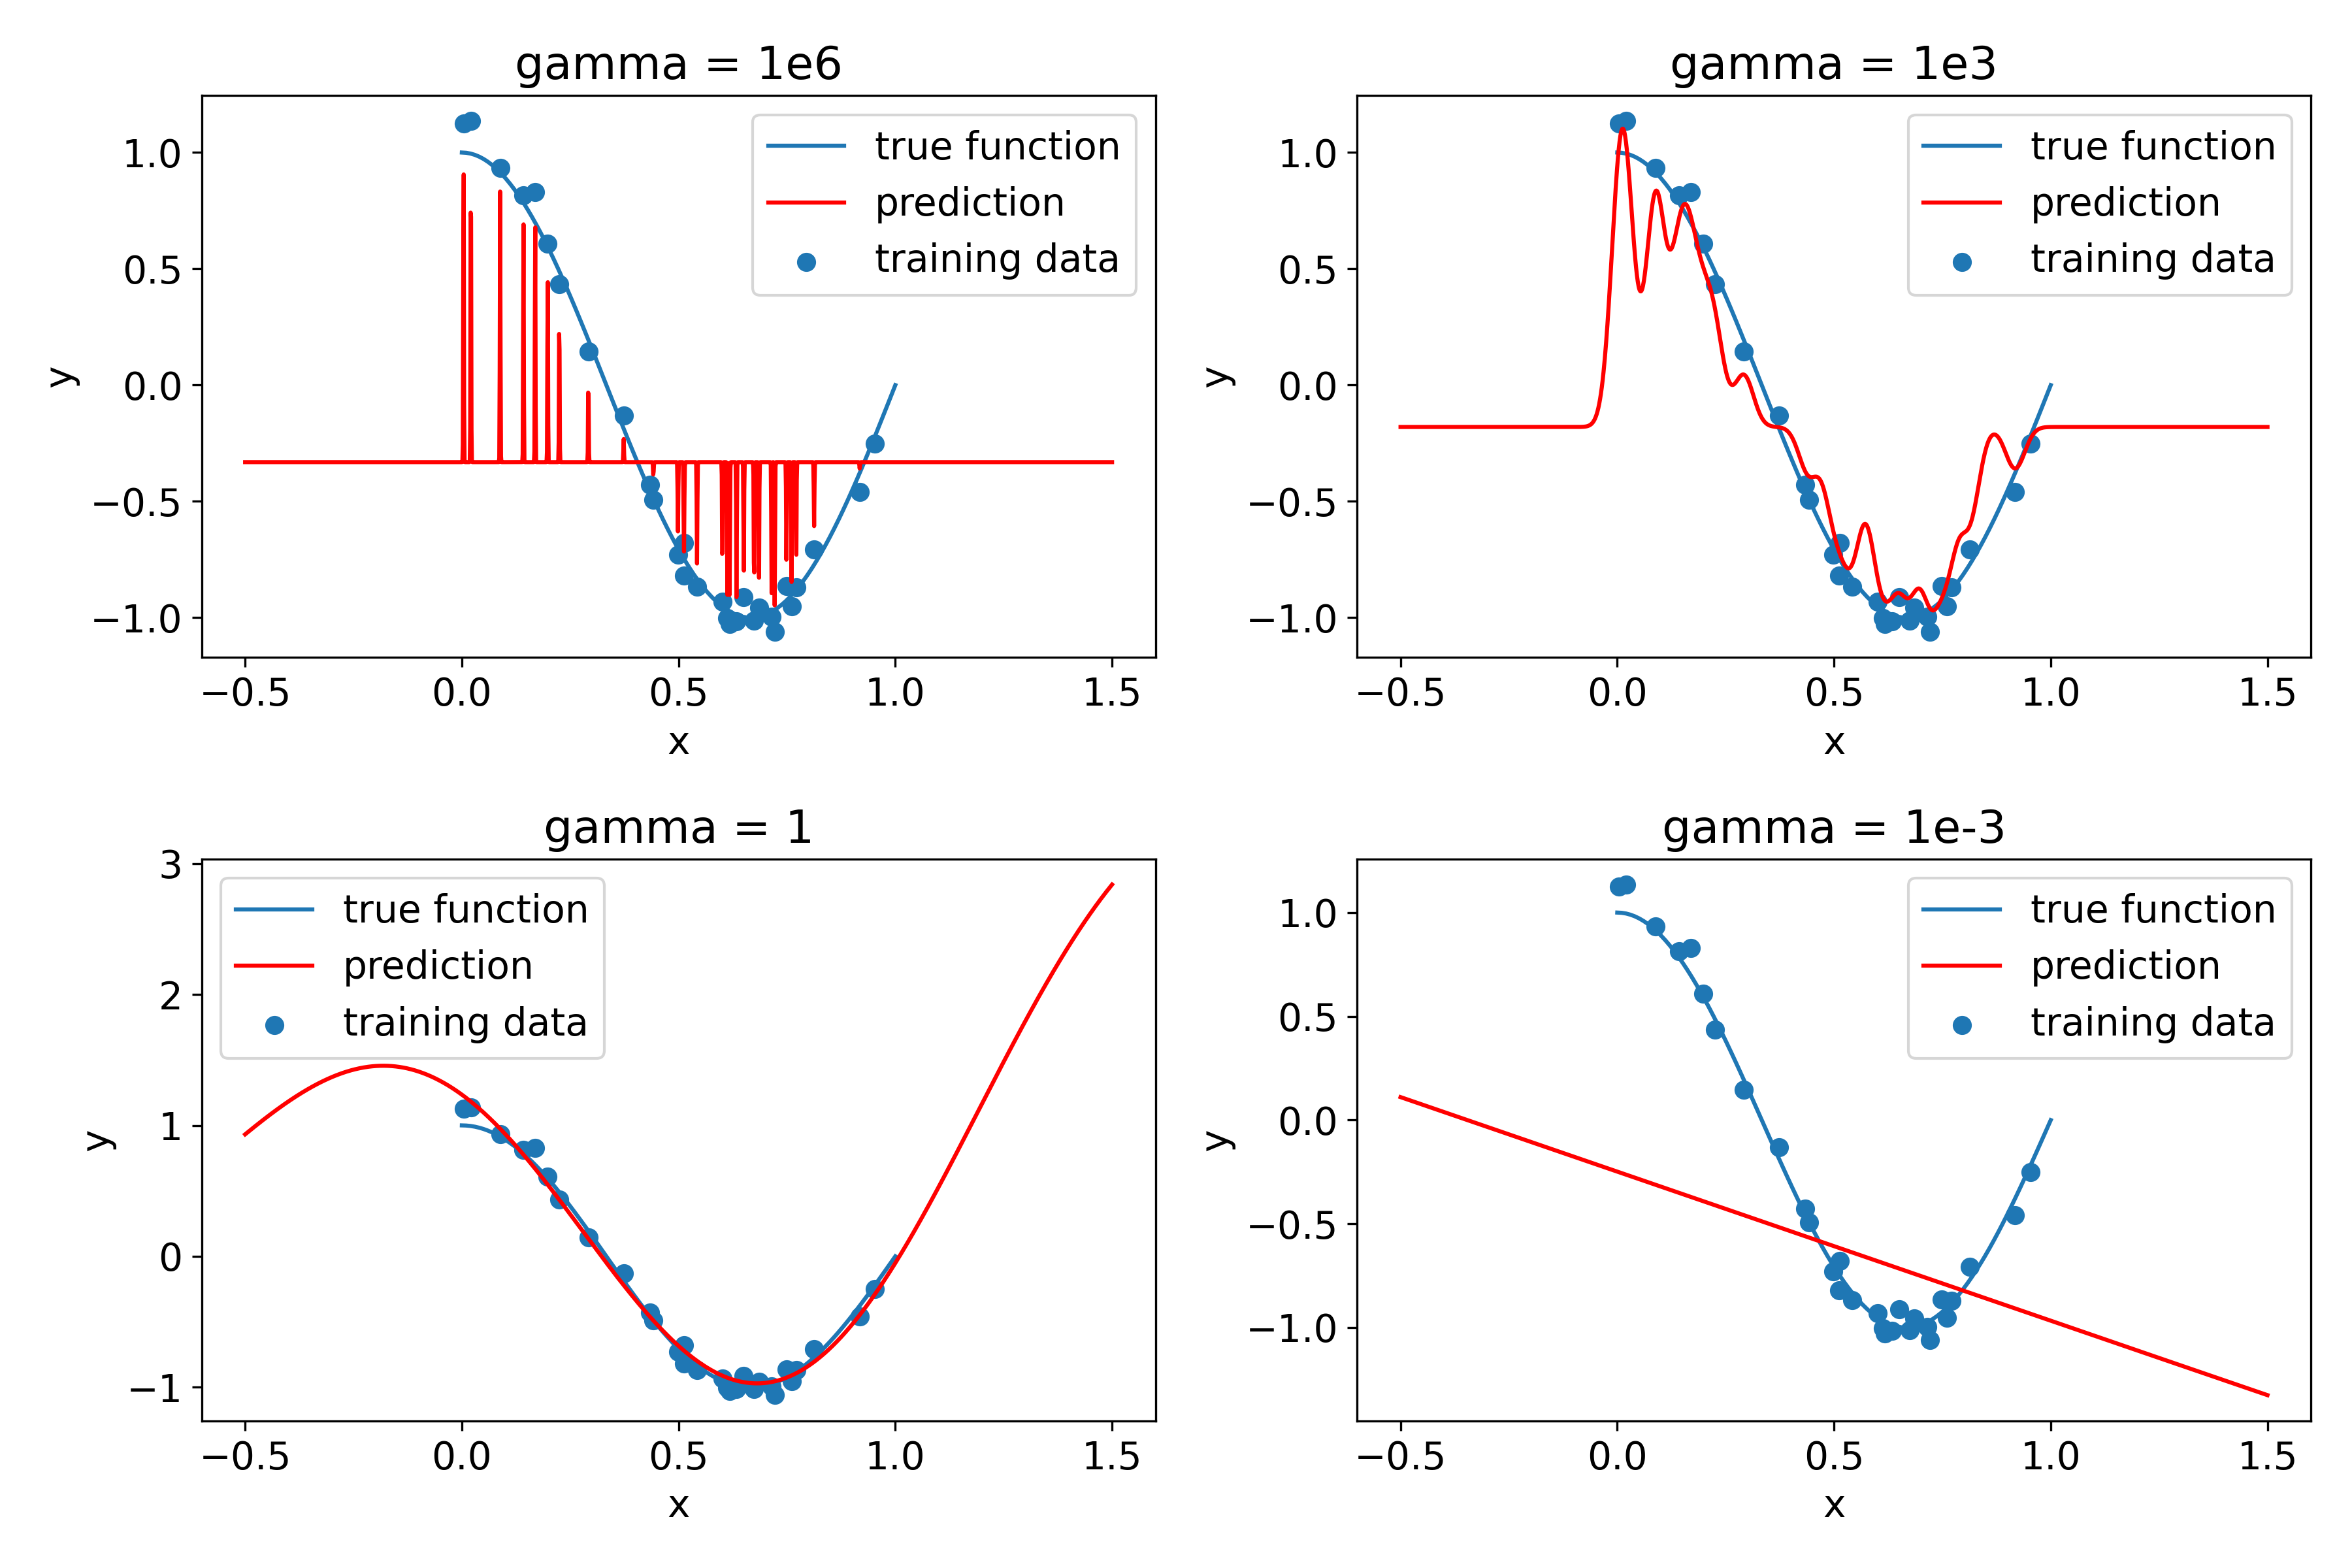 gamma = 1e6
true function
prediction
training data
1.0
0.5
0.0
−0.5
−1.0
y
−0.5
0.0
0.5
1.0
1.5
x
gamma = 1e3
true function
prediction
training data
1.0
0.5
0.0
−0.5
−1.0
y
−0.5
0.0
0.5
1.0
1.5
x
gamma = 1
true function
prediction
training data
3
2
1
0
−1
y
−0.5
0.0
0.5
1.0
1.5
x
gamma = 1e-3
true function
prediction
training data
1.0
0.5
0.0
−0.5
−1.0
y
−0.5
0.0
0.5
1.0
1.5
x